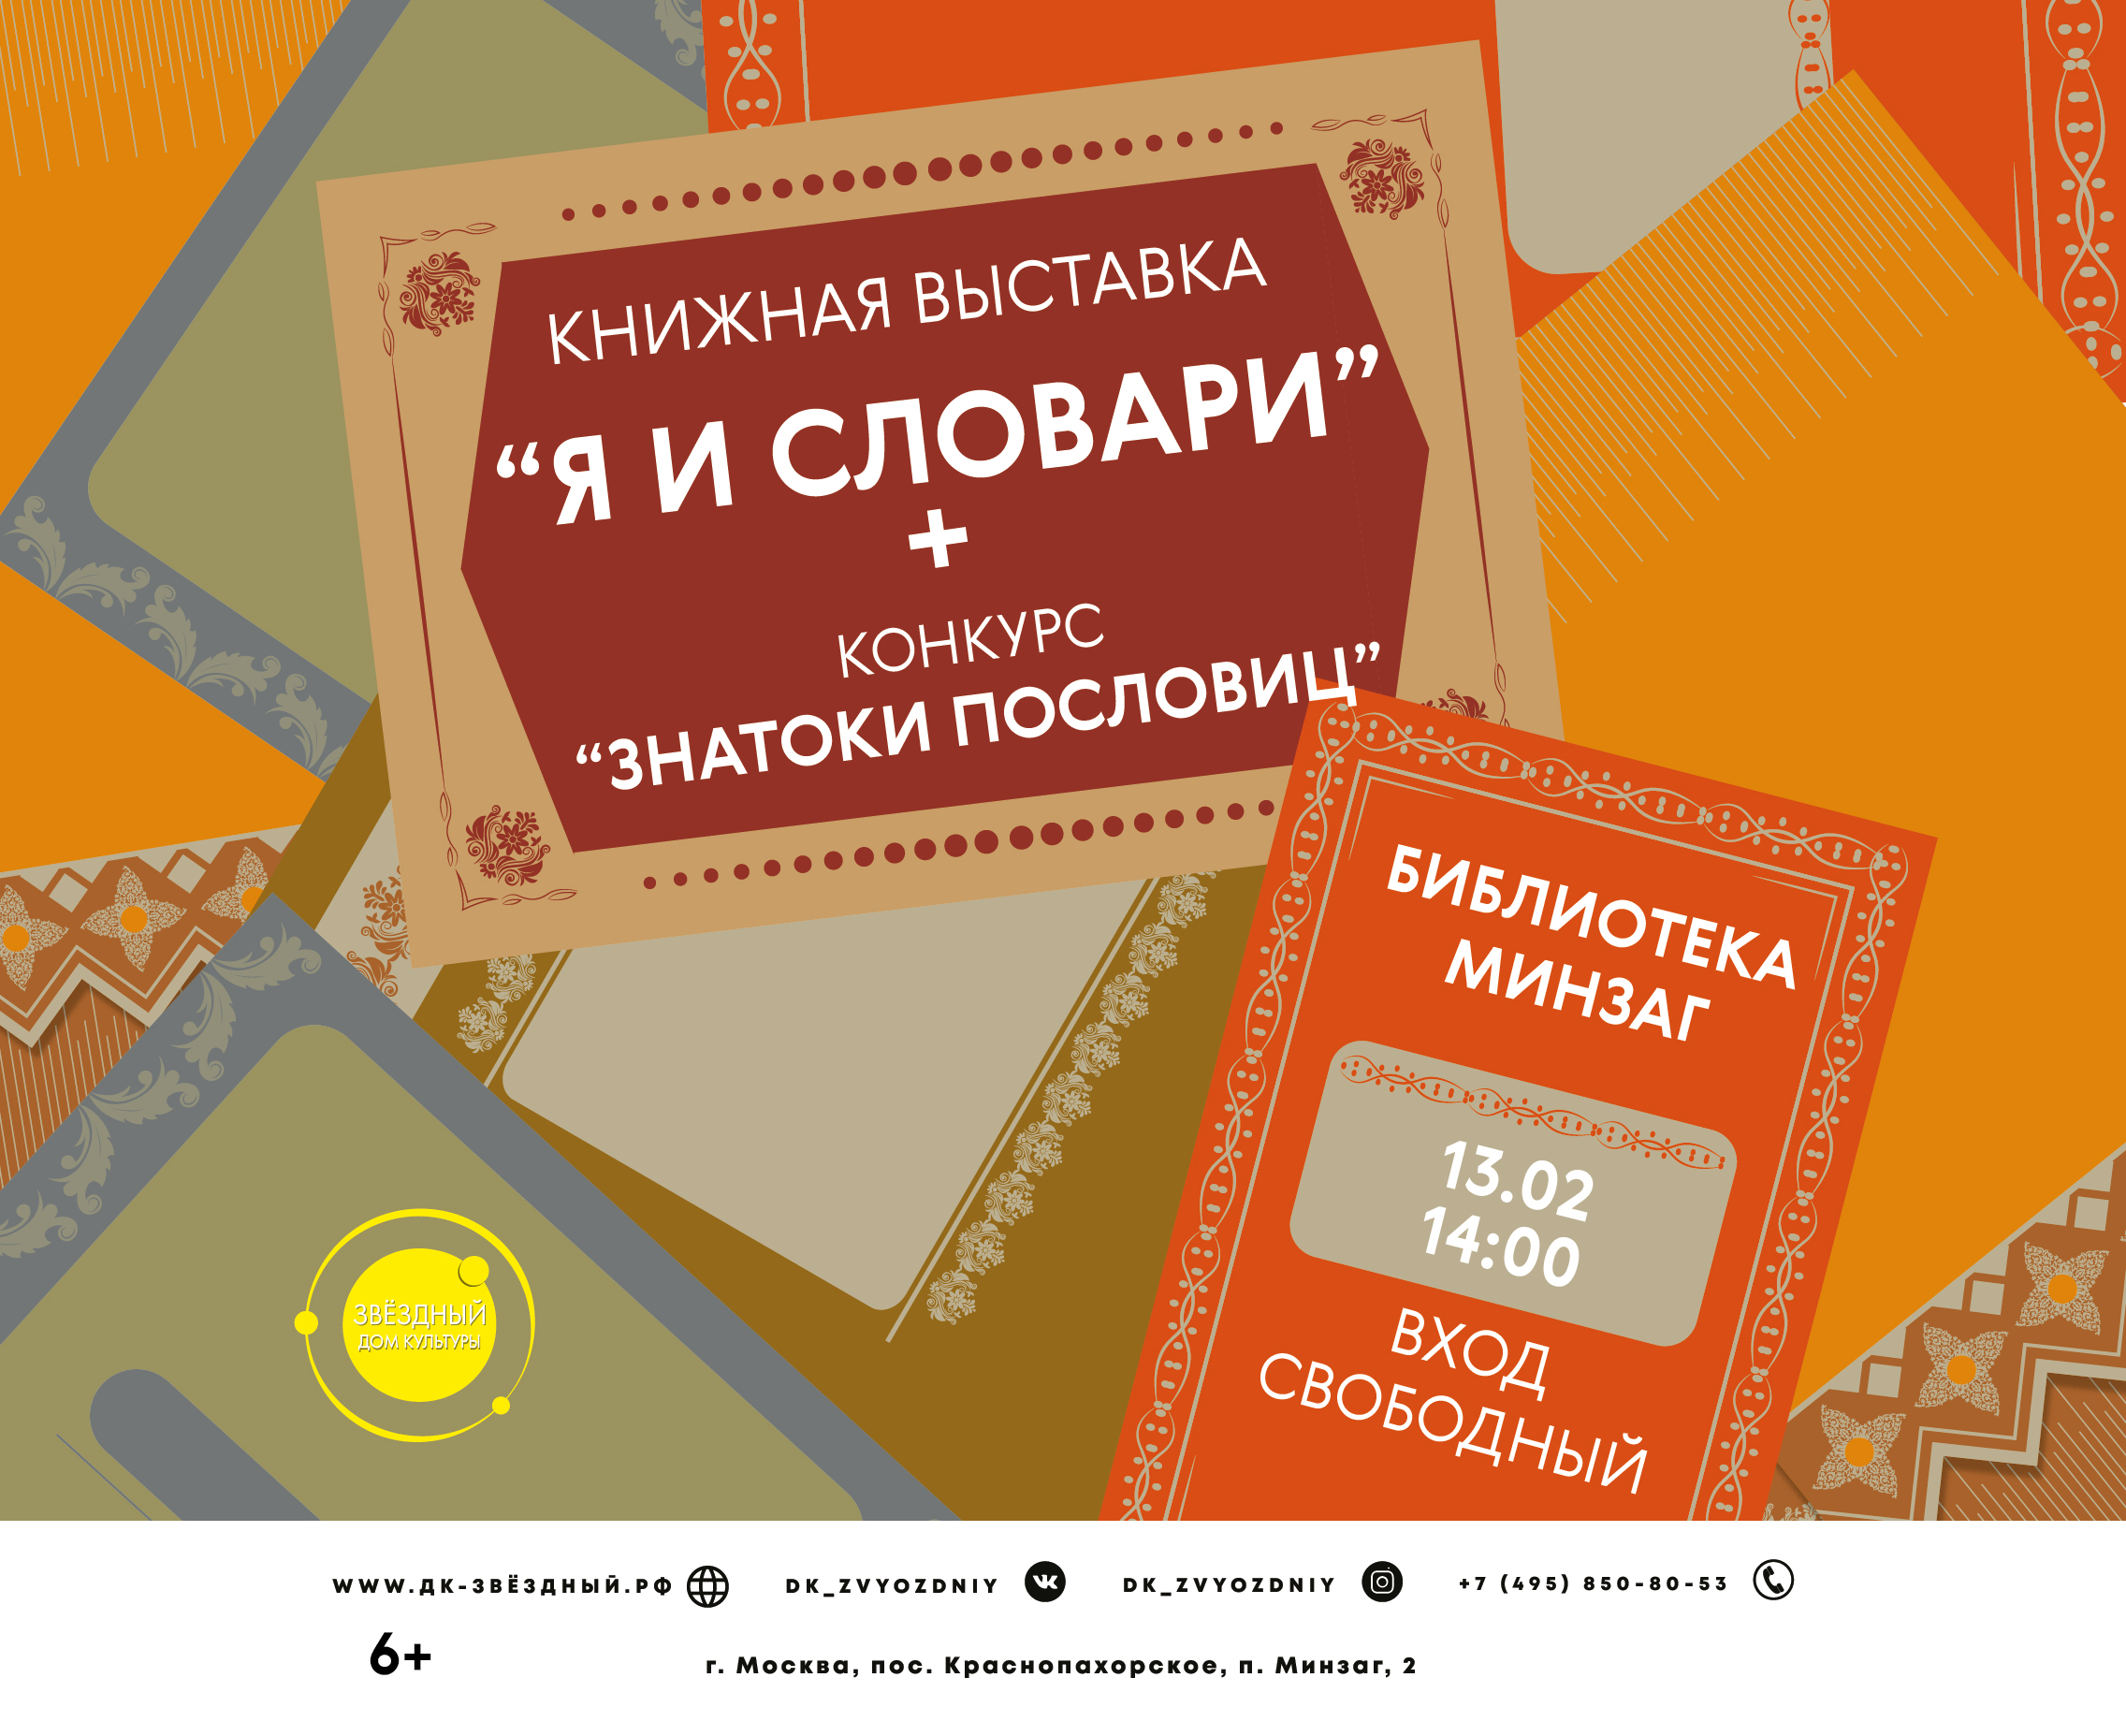 КНИЖНАЯ ВЫСТАВКА
“Я И СЛОВАРИ”
+
КОНКУРС
“ЗНАТОКИ ПОСЛОВИЦ”
БИБЛИОТЕКА
МИНЗАГ
13.02
14:00
ВХОД
СВОБОДНЫЙ
ЗВЁЗДНЫЙ
ДОМ КУЛЬТУРЫ
WWW.ДК-ЗВЁЗДНЫЙ.РФ DK_ZVYOZDNIY DK_ZVYOZDNIY +7 (495) 850-80-53
6+ г. Москва, пос. Краснопахорское, п. Минзаг, 2